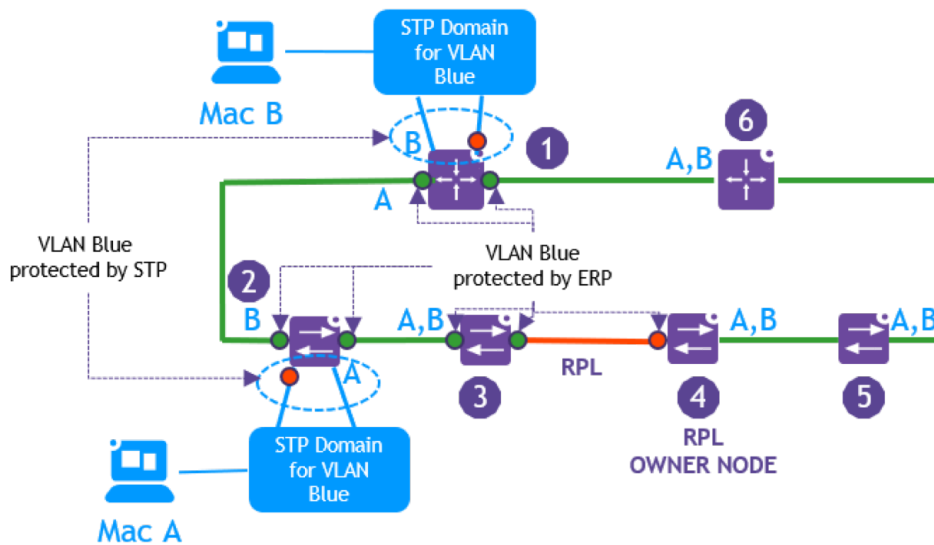 STP Domain
for VLAN
Blue
Mac B
B
1
6
A,B
A
VLAN Blue
protected by STP
VLAN Blue
protected by ERP
2
B
A,B
A,B
A,B
A
RPL
3
4
5
RPL
OWNER NODE
STP Domain
for VLAN
Blue
Mac A